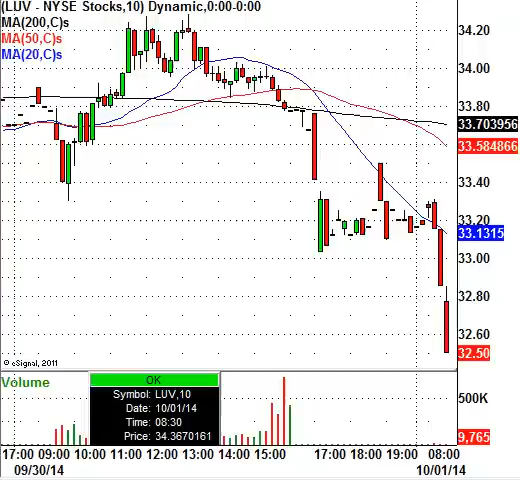 (LUV - NYSE Stocks,10) Dynamic,0:00-0:00
MA(200,C)s
MA(50,C)s
MA(20,C)s
34.20
34.00
33.80
33.703956
33.584866
33.40
33.20
33.1315
33.00
32.80
32.60
32.50
© eSignal, 2011
Volume
OK
Symbol: LUV,10
Date: 10/01/14
Time: 08:30
Price: 34.3670161
500K
9,765
17:00 09:00 10:00 11:00 12:00 13:00 14:00 15:00 17:00 18:00 19:00 08:00
09/30/14 10/01/14